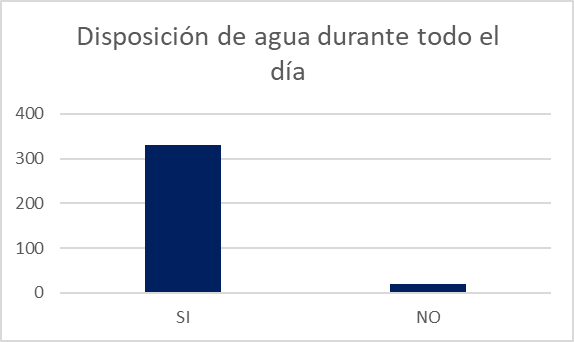 Disposición de agua durante todo el
día
400
300
200
100
0
SI
NO